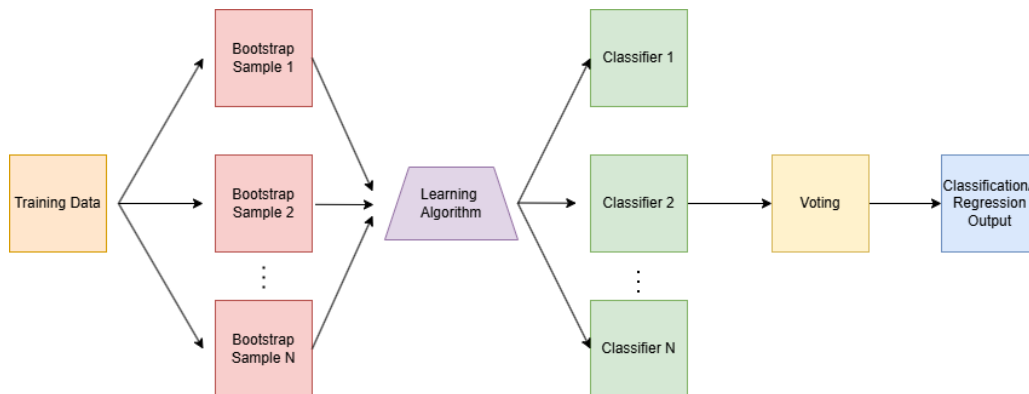 Training Data
Bootstrap
Sample 1
Bootstrap
Sample 2
Bootstrap
Sample N
Learning
Algorithm
Classifier 1
Classifier 2
Classifier N
Voting
Classification/
Regression
Output